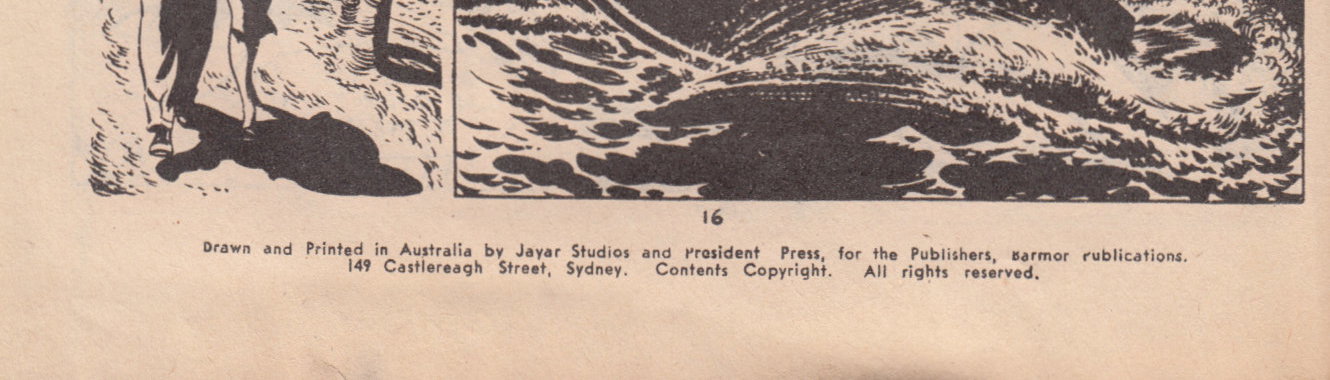 16
Drawn and Printed in Australia by Jayar Studios and President Press, for the Publishers, Barmor Publications.
149 Castlereagh Street, Sydney. Contents Copyright. All rights reserved.